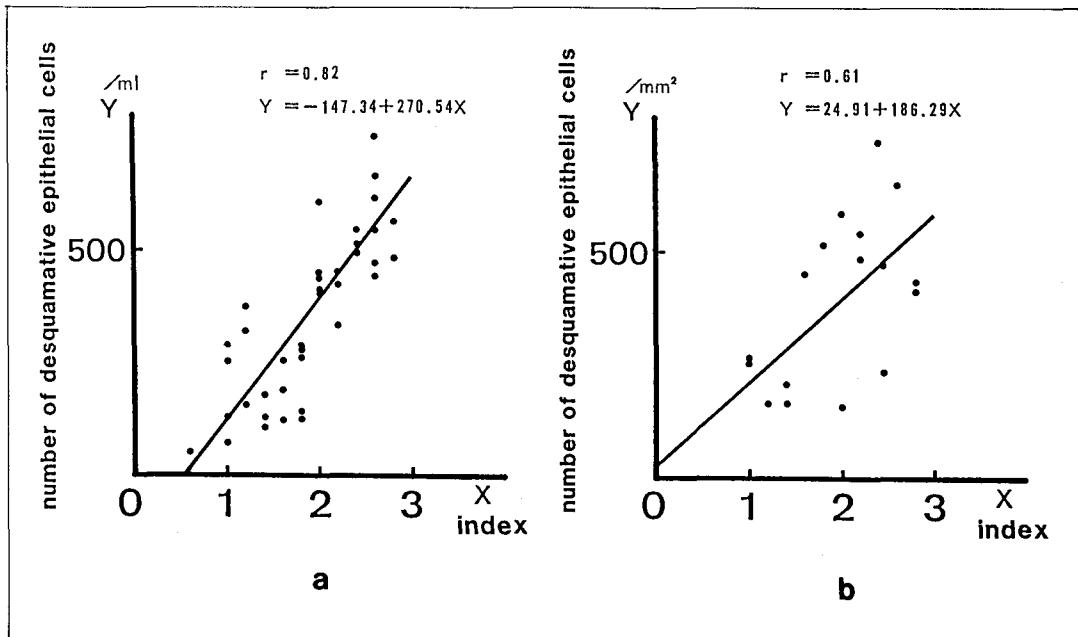 number of desquamative epithelial cells
/ml
Y
r =0.82
Y =−147.34+270.54X
500
0
1
2
3
X
index
a
number of desquamative epithelial cells
/mm²
Y
r =0.61
Y =24.91+186.29X
500
0
1
2
3
X
index
b